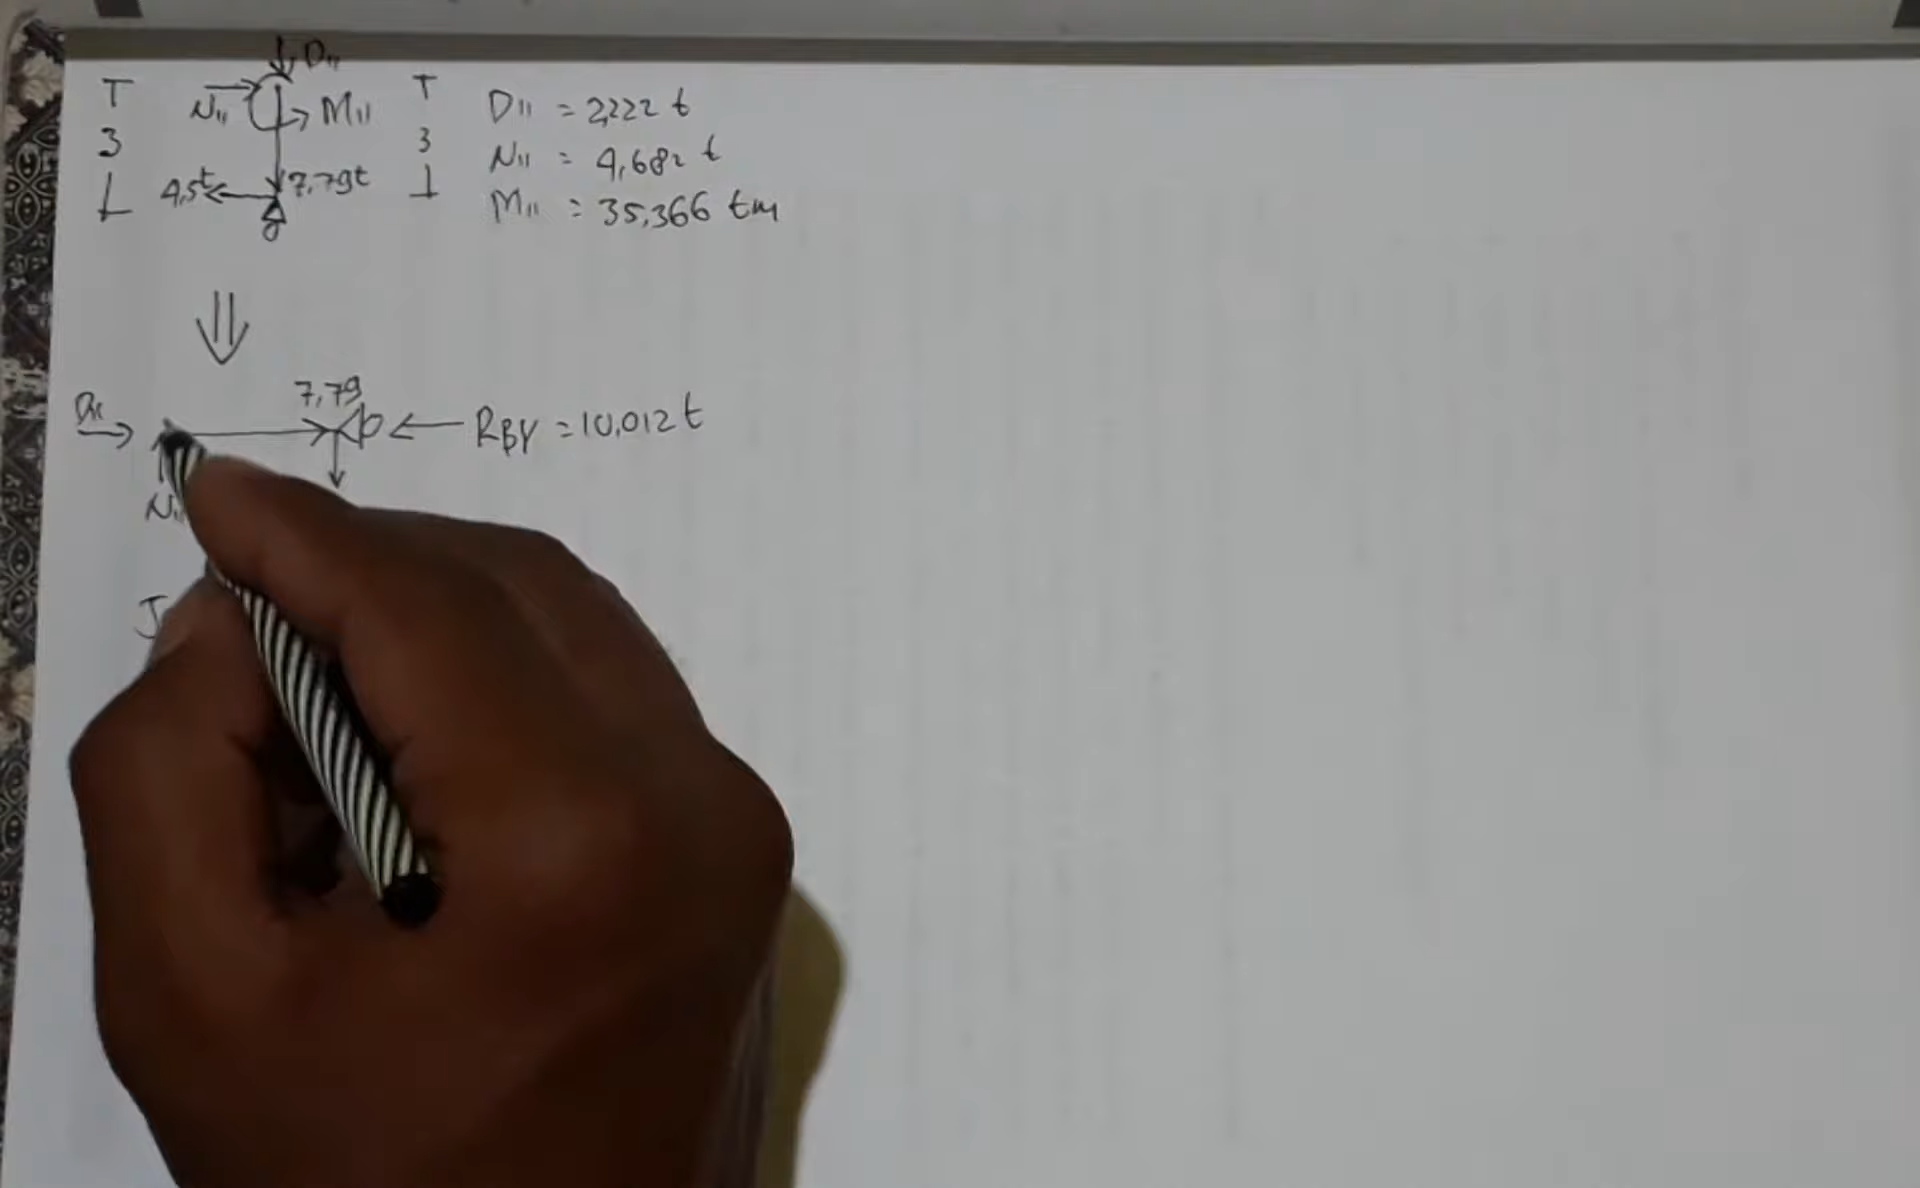 D11
T N11 M11 T D11 = 2,222 t
3 3 N11 = 4,682 t
4,5t 7,79t M11 = 35,366 tm
7,79
D11 RBY = 10,012 t
N11